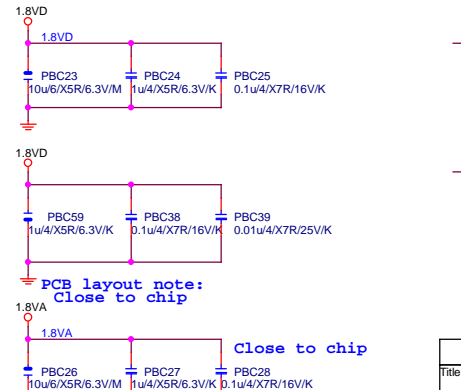 1.8VD
1.8VD
PBC23
10u/6/X5R/6.3V/M
PBC24
1u/4/X5R/6.3V/K
PBC25
0.1u/4/X7R/16V/K
1.8VD
PBC59
1u/4/X5R/6.3V/K
PBC38
0.1u/4/X7R/16V/K
PBC39
0.01u/4/X7R/25V/K
PCB layout note:
Close to chip
1.8VA
1.8VA
Close to chip
PBC26
10u/6/X5R/6.3V/M
PBC27
1u/4/X5R/6.3V/K
PBC28
0.1u/4/X7R/16V/K
Title